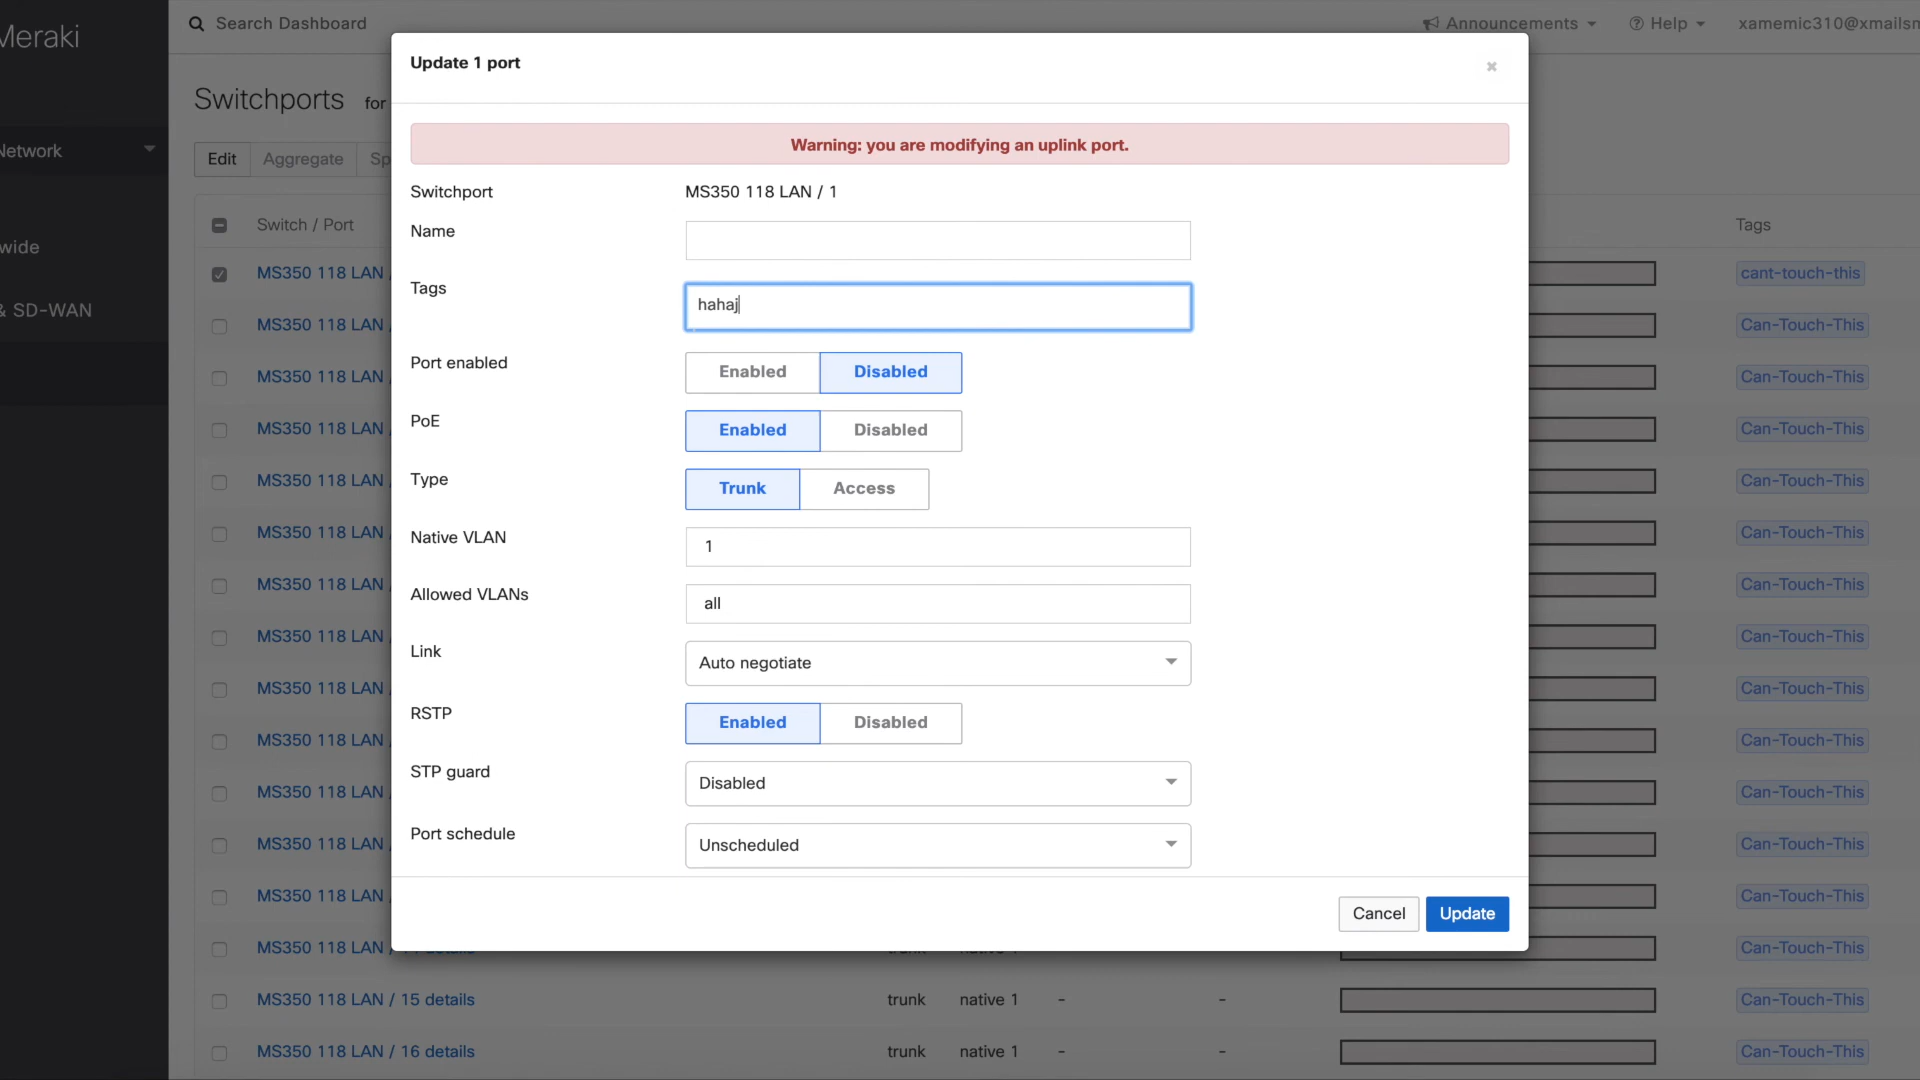 Meraki
Search Dashboard
Announcements
Help
xamemic310@xmailsm
Switchports for
Network
wide
& SD-WAN
Edit
Aggregate
Sp
Switch / Port
Tags
MS350 118 LAN /
cant-touch-this
MS350 118 LAN /
Can-Touch-This
MS350 118 LAN /
Can-Touch-This
MS350 118 LAN /
Can-Touch-This
MS350 118 LAN /
Can-Touch-This
MS350 118 LAN /
Can-Touch-This
MS350 118 LAN /
Can-Touch-This
MS350 118 LAN /
Can-Touch-This
MS350 118 LAN /
Can-Touch-This
MS350 118 LAN /
Can-Touch-This
MS350 118 LAN /
Can-Touch-This
MS350 118 LAN /
Can-Touch-This
MS350 118 LAN /
Can-Touch-This
MS350 118 LAN /
Can-Touch-This
MS350 118 LAN / 15 details
trunk
native 1
-
-
Can-Touch-This
MS350 118 LAN / 16 details
trunk
native 1
-
-
Can-Touch-This
Update 1 port
Warning: you are modifying an uplink port.
Switchport
MS350 118 LAN / 1
Name
Tags
hahaj
Port enabled
Enabled
Disabled
PoE
Enabled
Disabled
Type
Trunk
Access
Native VLAN
1
Allowed VLANs
all
Link
Auto negotiate
RSTP
Enabled
Disabled
STP guard
Disabled
Port schedule
Unscheduled
Cancel
Update